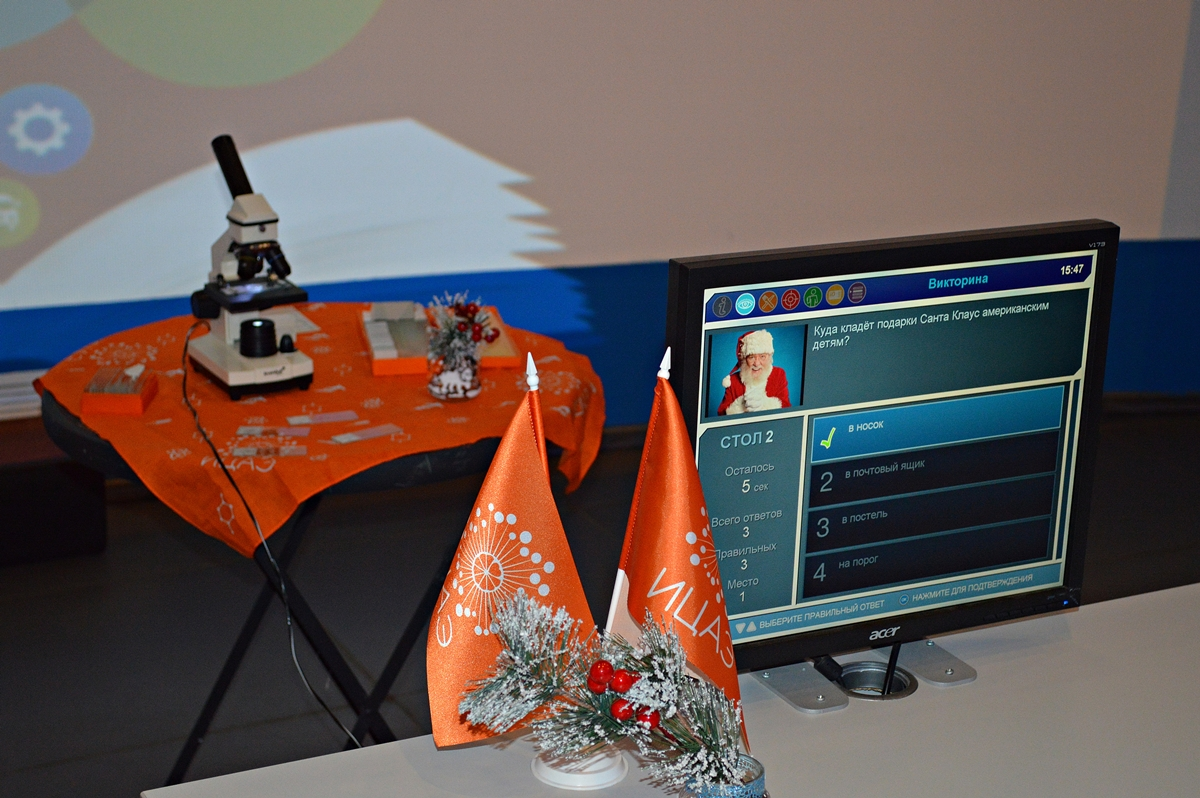 V173
Викторина
15:47
Куда кладёт подарки Санта Клаус американским
детям?
СТОЛ 2
Осталось
5 сек
Всего ответов
3
Правильных
3
Место
1
в носок
2 в почтовый ящик
3 в постель
4 на порог
ВЫБЕРИТЕ ПРАВИЛЬНЫЙ ОТВЕТ
НАЖМИТЕ ДЛЯ ПОДТВЕРЖДЕНИЯ
acer
ИЦАЭ
ИЦАЭ